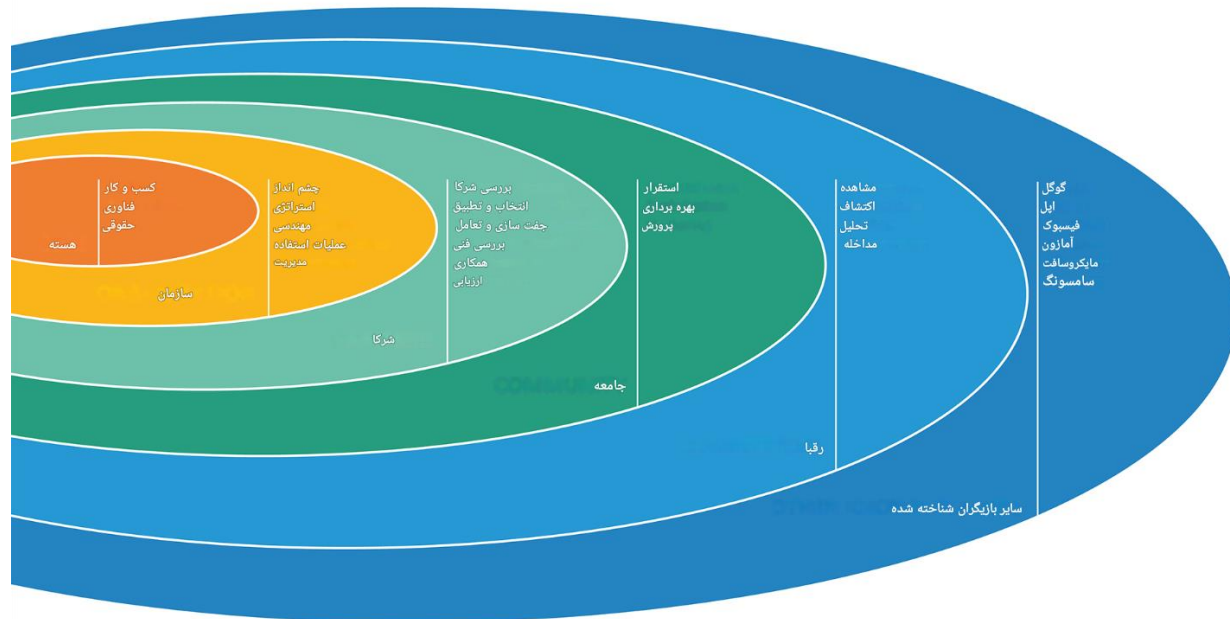 کسب و کار
فناوری
حقوقی
هسته
چشم انداز
استراتژی
مهندسی
عملیات استفاده
مدیریت
سازمان
بررسی شرکا
انتخاب و تطبیق
جفت سازی و تعامل
بررسی فنی
همکاری
ارزیابی
شرکا
استقرار
بهره برداری
پرورش
جامعه
مشاهده
اکتشاف
تحلیل
مداخله
رقبا
گوگل
اپل
فیسبوک
آمازون
مایکروسافت
سامسونگ
سایر بازیگران شناخته شده